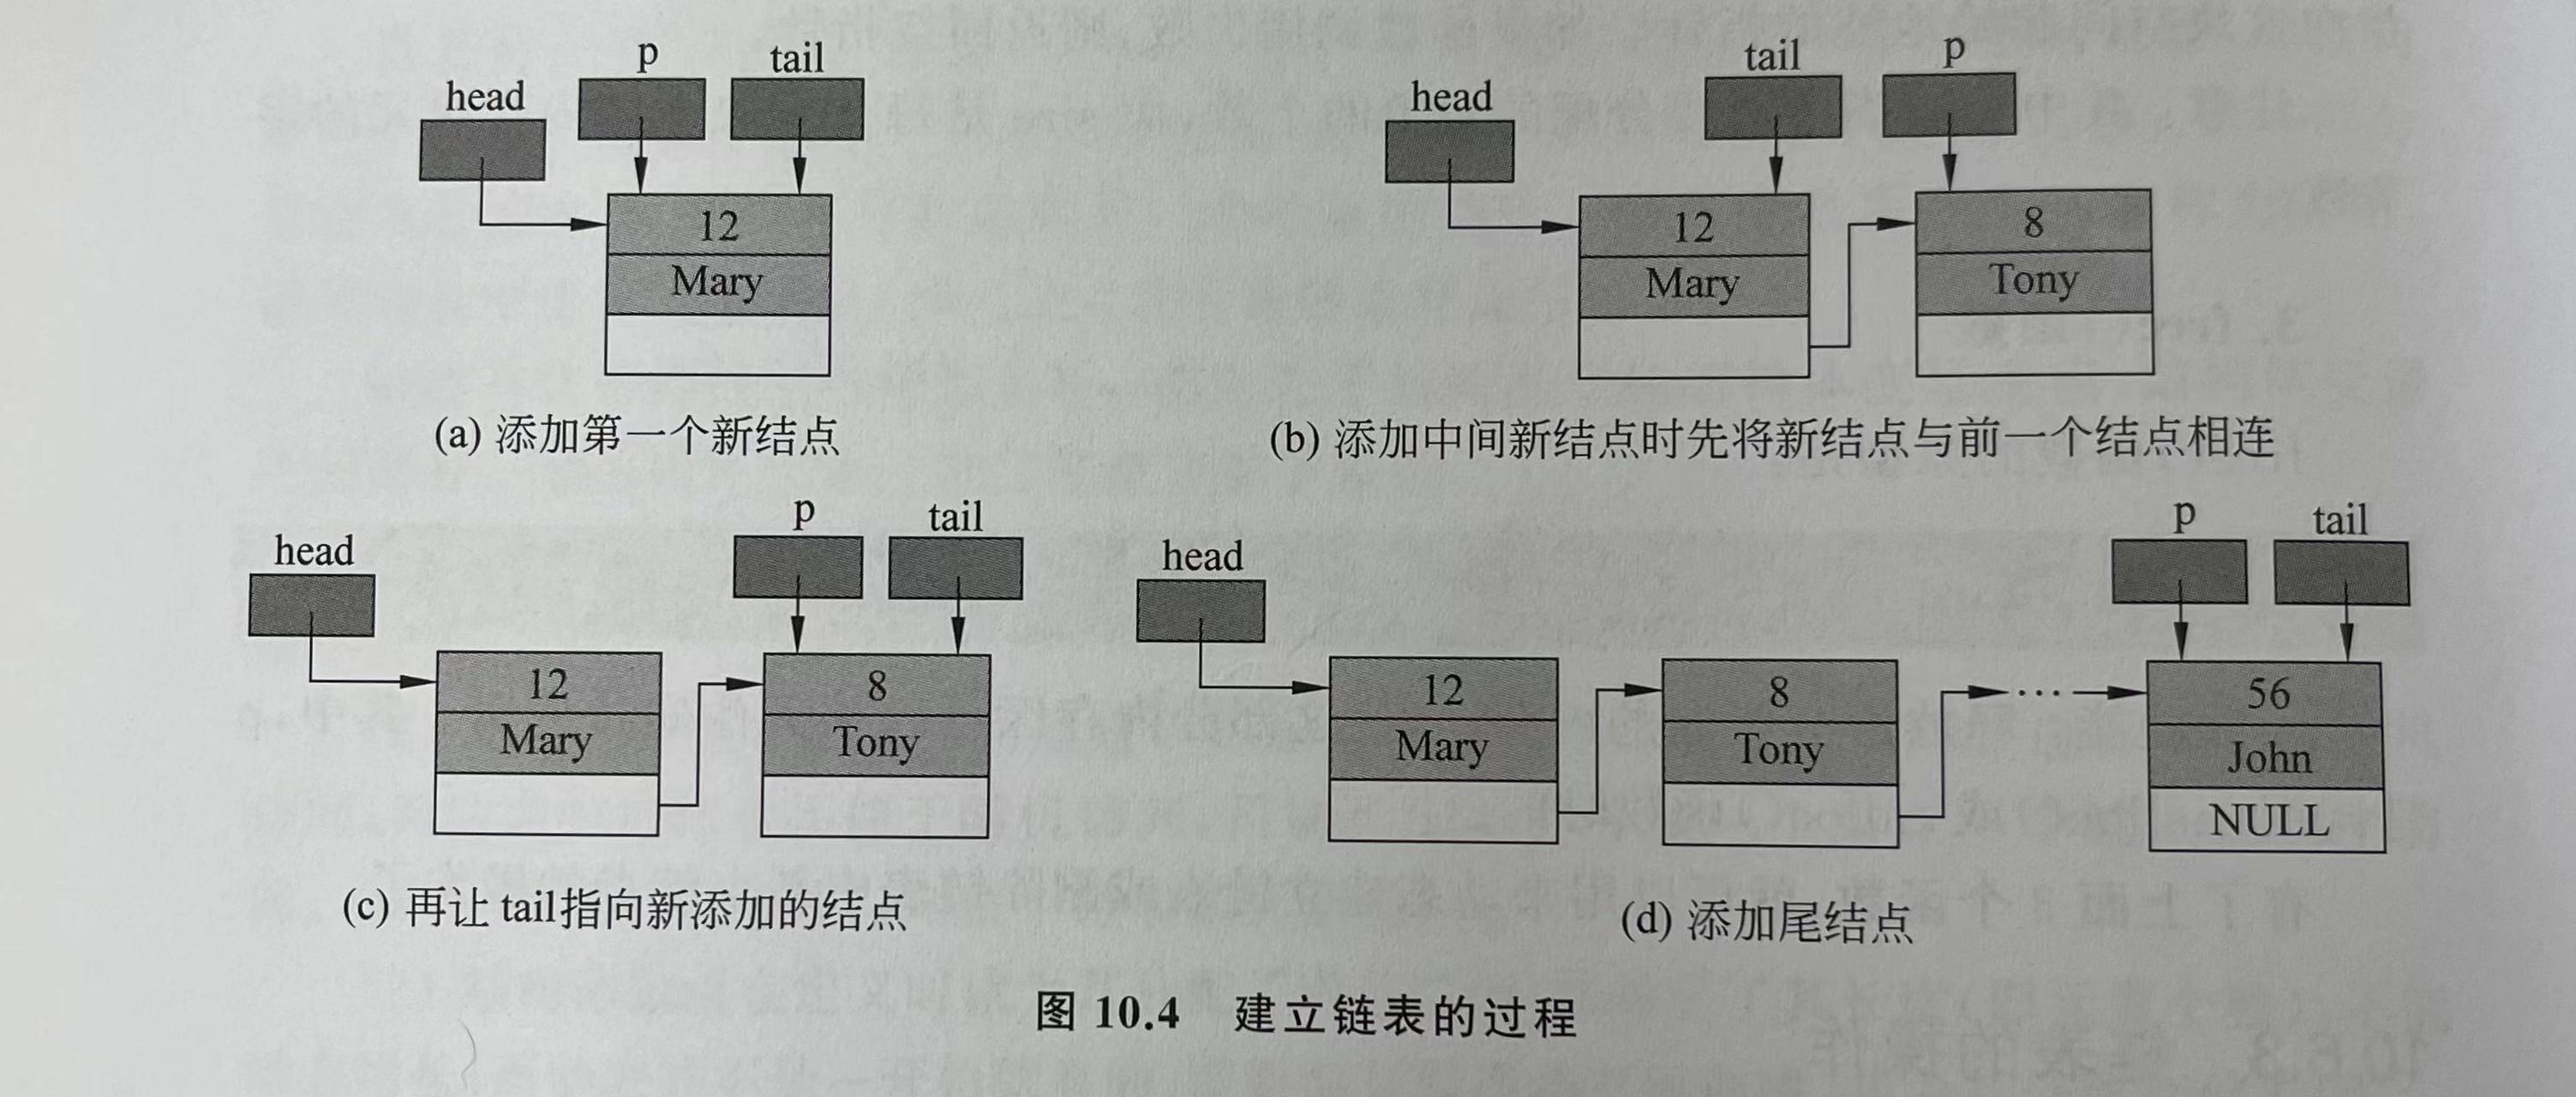 p tail
head
12
Mary
(a) 添加第一个新结点
tail p
head
12 8
Mary Tony
(b) 添加中间新结点时先将新结点与前一个结点相连
p tail
head
12 8
Mary Tony
(c) 再让 tail指向新添加的结点
p tail
head
12 8 … 56
Mary Tony John
NULL
(d) 添加尾结点
图 10.4 建立链表的过程